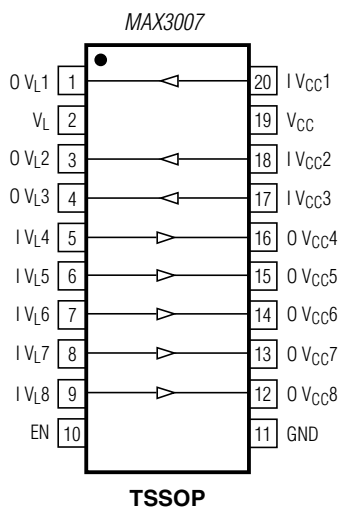 MAX3007
O VL1 1 20 I VCC1
VL 2 19 VCC
O VL2 3 18 I VCC2
O VL3 4 17 I VCC3
I VL4 5 16 O VCC4
I VL5 6 15 O VCC5
I VL6 7 14 O VCC6
I VL7 8 13 O VCC7
I VL8 9 12 O VCC8
EN 10 11 GND
TSSOP